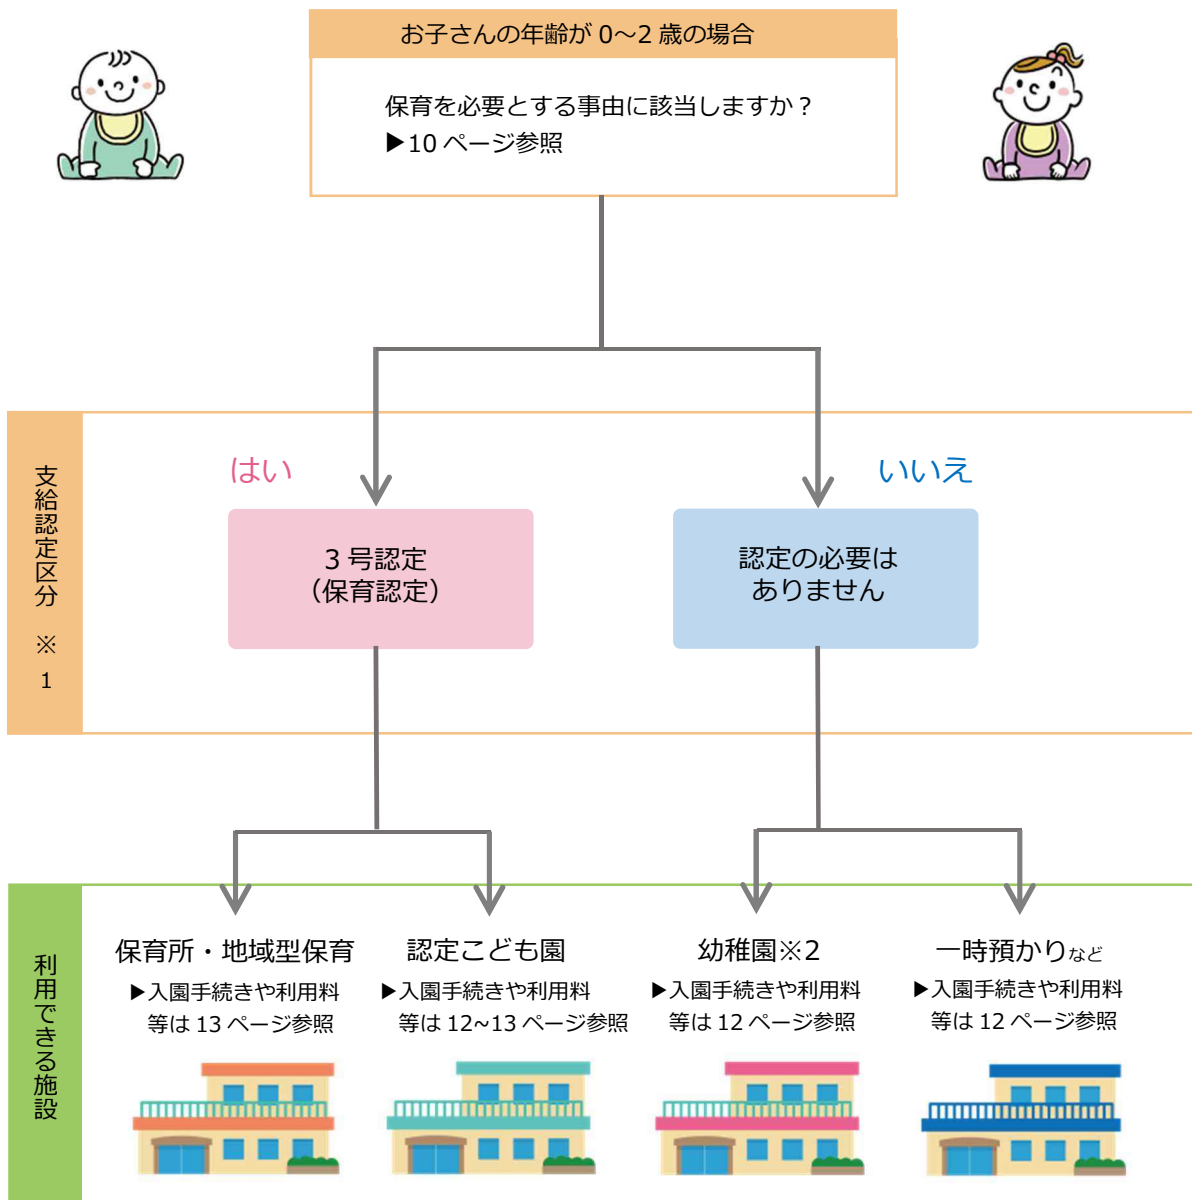 お子さんの年齢が 0～2 歳の場合
保育を必要とする事由に該当しますか？
▶10 ページ参照
支給認定区分 ※1
はい
いいえ
3 号認定
（保育認定）
認定の必要は
ありません
利用できる施設
保育所・地域型保育
▶入園手続きや利用料
等は 13 ページ参照
認定こども園
▶入園手続きや利用料
等は 12~13 ページ参照
幼稚園※2
▶入園手続きや利用料
等は 12 ページ参照
一時預かりなど
▶入園手続きや利用料
等は 12 ページ参照